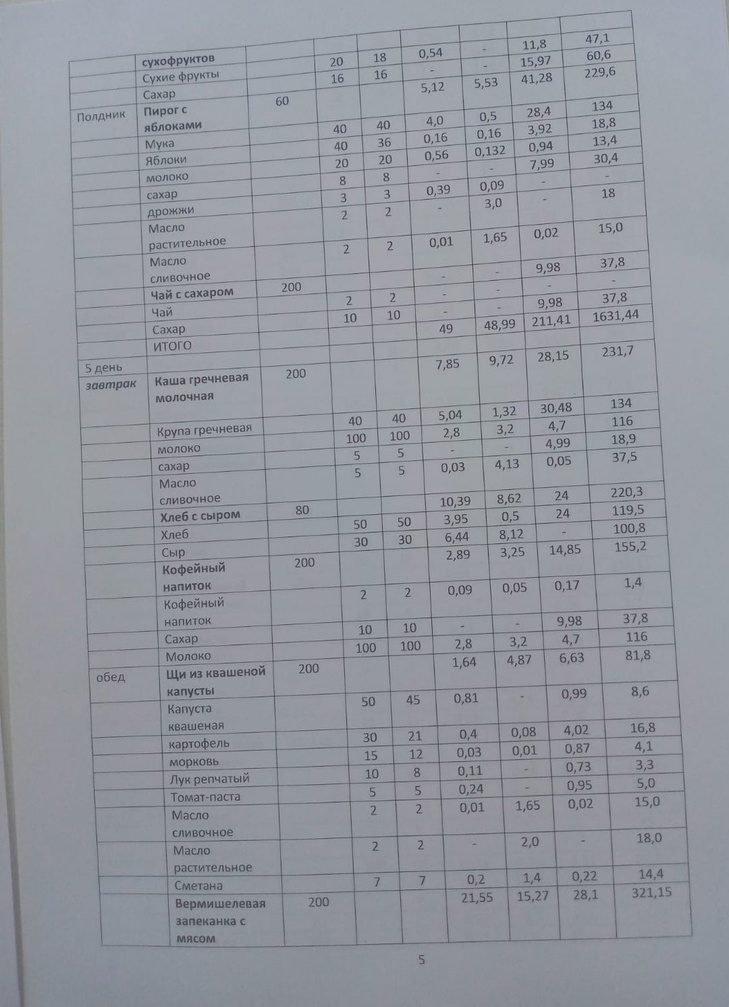 сухофруктов
Сухие фрукты 20 18 0,54 - 11,8 47,1
Сахар 16 16 - - 15,97 60,6
Полдник Пирог с 60 5,12 5,53 41,28 229,6
яблоками
Мука 40 40 4,0 0,5 28,4 134
Яблоки 40 36 0,16 0,16 3,92 18,8
молоко 20 20 0,56 0,132 0,94 13,4
сахар 8 8 - - 7,99 30,4
дрожжи 3 3 0,39 0,09 - -
Масло 2 2 - 3,0 - 18
растительное
Масло 2 2 0,01 1,65 0,02 15,0
сливочное
Чай с сахаром 200 - - 9,98 37,8
Чай 2 2 - - - -
Сахар 10 10 - - 9,98 37,8
ИТОГО 49 48,99 211,41 1631,44
5 день
завтрак Каша гречневая 200 7,85 9,72 28,15 231,7
молочная
Крупа гречневая 40 40 5,04 1,32 30,48 134
молоко 100 100 2,8 3,2 4,7 116
сахар 5 5 - - 4,99 18,9
Масло 5 5 0,03 4,13 0,05 37,5
сливочное
Хлеб с сыром 80 10,39 8,62 24 220,3
Хлеб 50 50 3,95 0,5 24 119,5
Сыр 30 30 6,44 8,12 - 100,8
Кофейный 200 2,89 3,25 14,85 155,2
напиток
Кофейный 2 2 0,09 0,05 0,17 1,4
напиток
Сахар 10 10 - - 9,98 37,8
Молоко 100 100 2,8 3,2 4,7 116
обед Щи из квашеной 200 1,64 4,87 6,63 81,8
капусты
Капуста 50 45 0,81 - 0,99 8,6
квашеная
картофель 30 21 0,4 0,08 4,02 16,8
морковь 15 12 0,03 0,01 0,87 4,1
Лук репчатый 10 8 0,11 - 0,73 3,3
Томат-паста 5 5 0,24 - 0,95 5,0
Масло 2 2 0,01 1,65 0,02 15,0
сливочное
Масло 2 2 - 2,0 - 18,0
растительное
Сметана 7 7 0,2 1,4 0,22 14,4
Вермишелевая 200 21,55 15,27 28,1 321,15
запеканка с
мясом
5